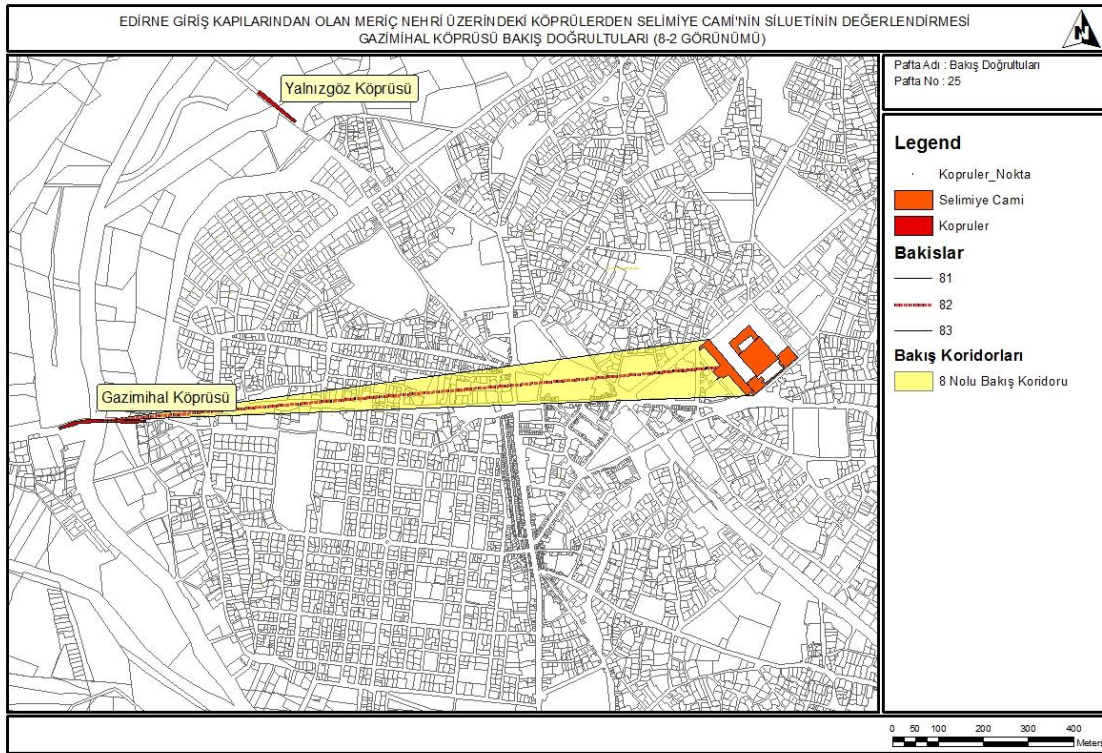 EDİRNE GİRİŞ KAPILARINDAN OLAN MERİÇ NEHRİ ÜZERİNDEKİ KÖPRÜLERDEN SELİMİYE CAMİ'NİN SİLUETİNİN DEĞERLENDİRMESİ
GAZİMİHAL KÖPRÜSÜ BAKIŞ DOĞRULTULARI (8-2 GÖRÜNÜMÜ)
N
Pafta Adı : Bakış Doğrultuları
Pafta No : 25
Yalnızgöz Köprüsü
Gazimihal Köprüsü
Legend
Kopruler_Nokta
Selimiye Cami
Kopruler
Bakislar
81
82
83
Bakış Koridorları
8 Nolu Bakış Koridoru
0 50 100 200 300 400
Meters